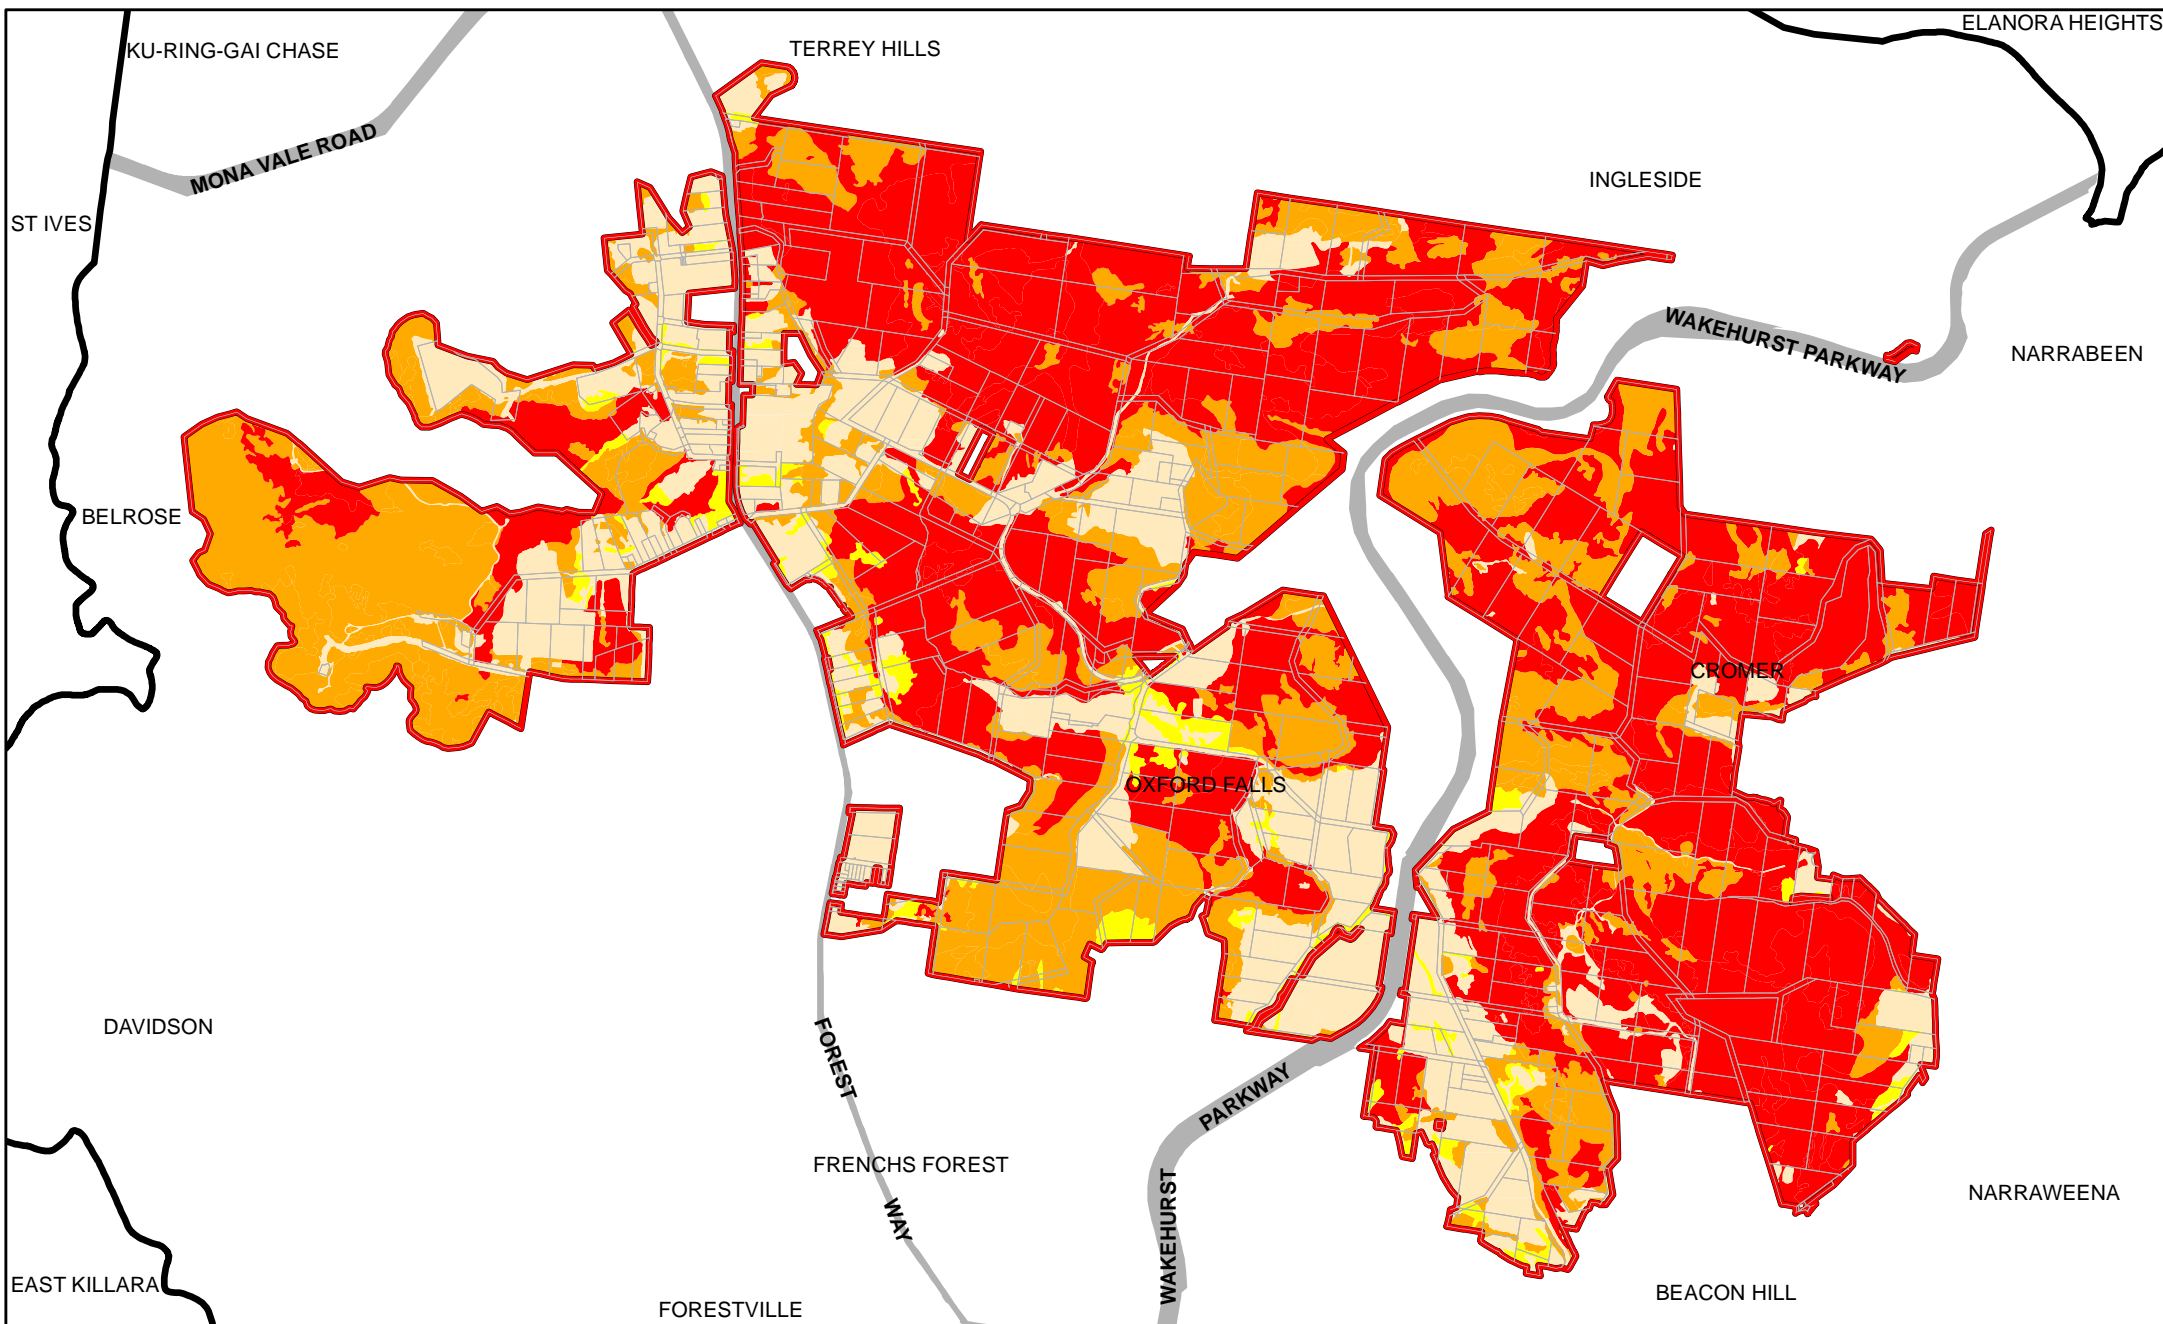 ELANORA HEIGHTS
KU-RING-GAI CHASE
TERREY HILLS
MONA VALE ROAD
INGLESIDE
ST IVES
WAKEHURST PARKWAY
NARRABEEN
BELROSE
CROMER
OXFORD FALLS
DAVIDSON
FOREST
WAY
PARKWAY
WAKEHURST
FRENCHS FOREST
NARRAWEENA
EAST KILLARA
BEACON HILL
FORESTVILLE